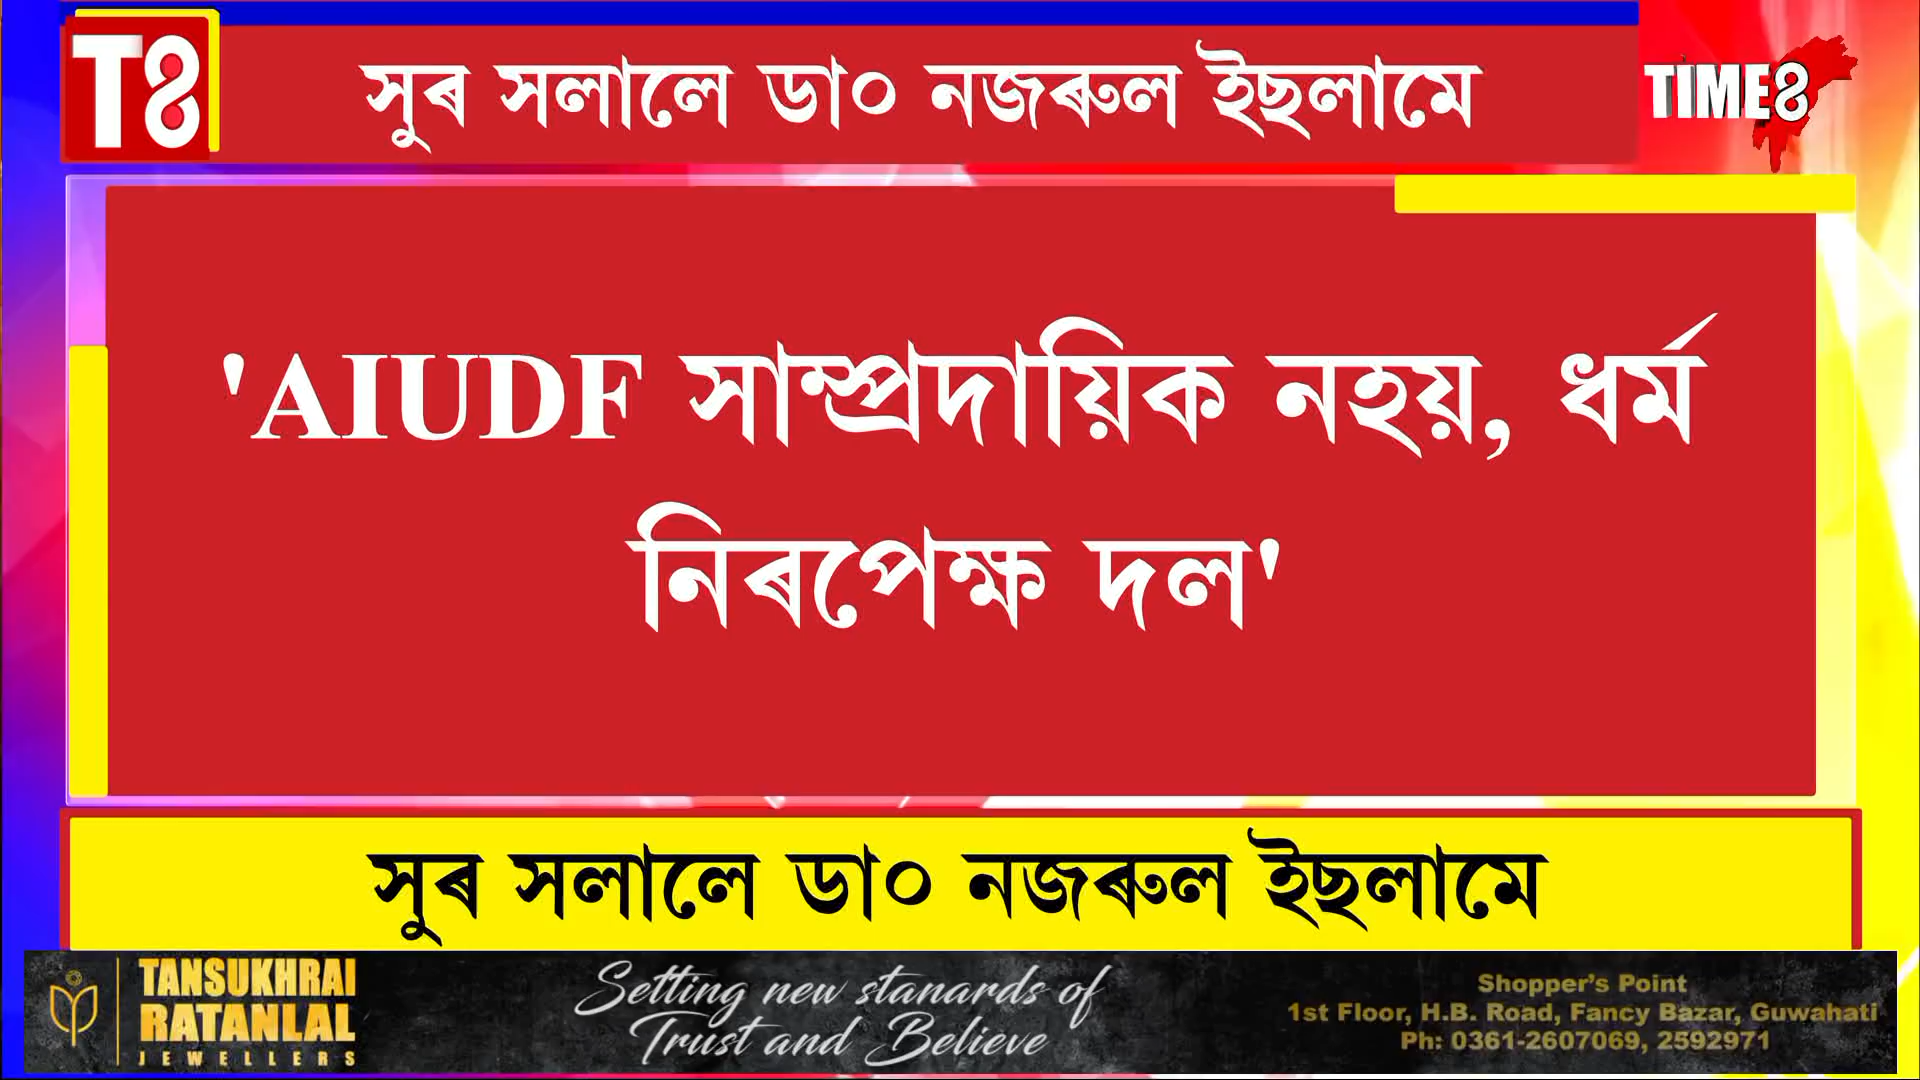 T8
সুৰ সলালে ডা০ নজৰুল ইছলামে
TIME8
'AIUDF সাম্প্ৰদায়িক নহয়, ধৰ্ম
নিৰপেক্ষ দল'
সুৰ সলালে ডা০ নজৰুল ইছলামে
TANSUKHRAI
RATANLAL
JEWELLERS
Setting new stanards of
Trust and Believe
Shopper's Point
1st Floor, H.B. Road, Fancy Bazar, Guwahati
Ph: 0361-2607069, 2592971